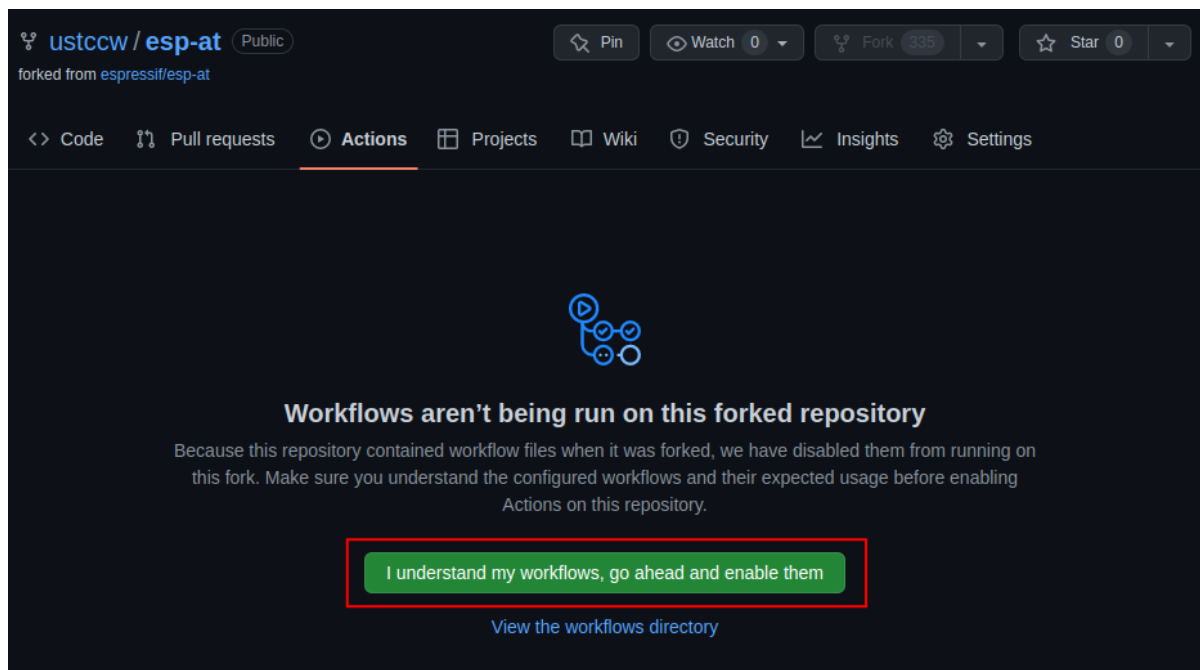 ustccw / esp-at Public
Pin
Watch 0
Fork 335
Star 0
forked from espressif/esp-at
Code
Pull requests
Actions
Projects
Wiki
Security
Insights
Settings
Workflows aren’t being run on this forked repository
Because this repository contained workflow files when it was forked, we have disabled them from running on
this fork. Make sure you understand the configured workflows and their expected usage before enabling
Actions on this repository.
I understand my workflows, go ahead and enable them
View the workflows directory